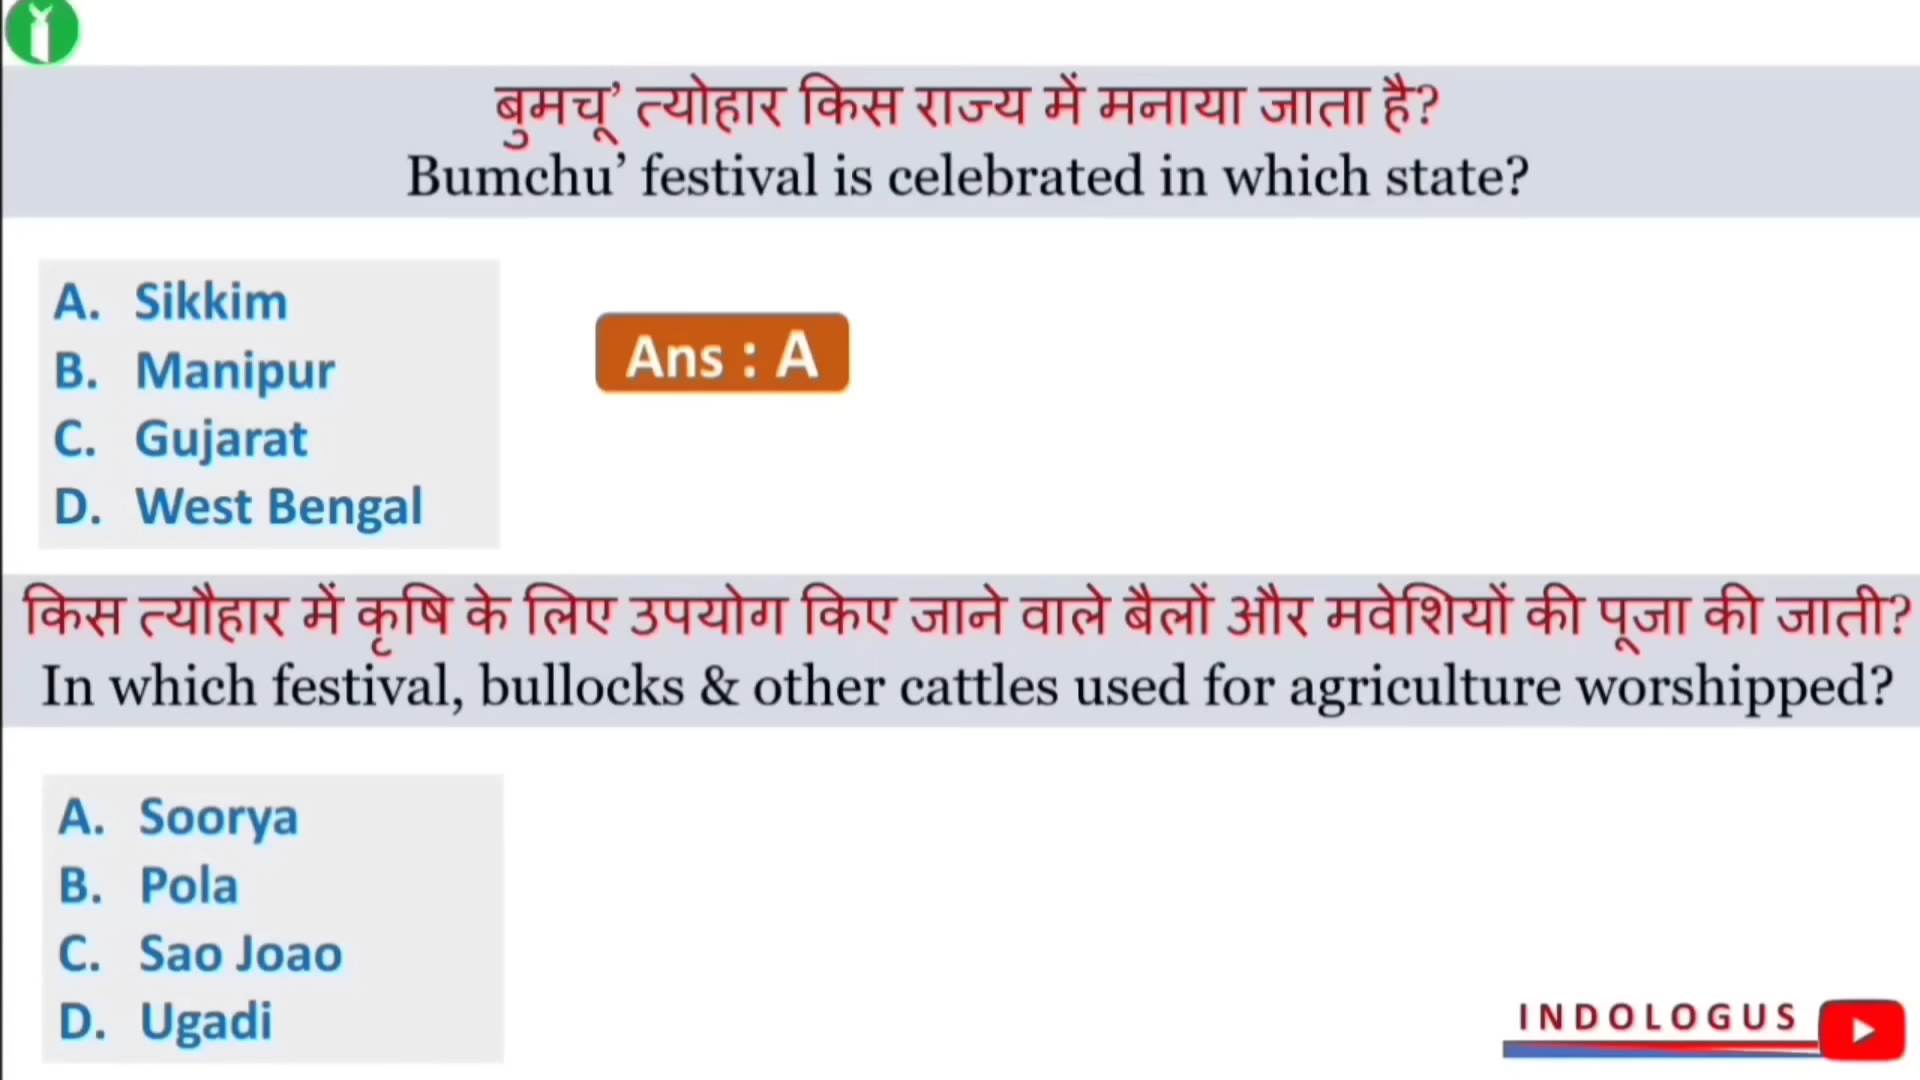 बुमचू’ त्योहार किस राज्य में मनाया जाता है?
Bumchu’ festival is celebrated in which state?
A. Sikkim
B. Manipur
C. Gujarat
D. West Bengal
Ans : A
किस त्यौहार में कृषि के लिए उपयोग किए जाने वाले बैलों और मवेशियों की पूजा की जाती?
In which festival, bullocks & other cattles used for agriculture worshipped?
A. Soorya
B. Pola
C. Sao Joao
D. Ugadi
INDOLOGUS